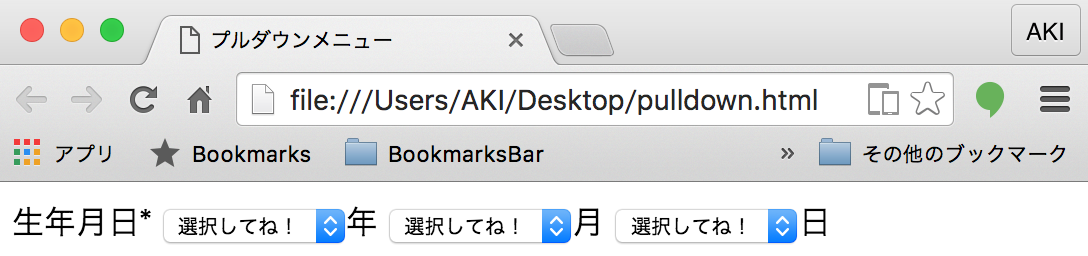 プルダウンメニュー
AKI
file:///Users/AKI/Desktop/pulldown.html
アプリ Bookmarks BookmarksBar » その他のブックマーク
生年月日* 選択してね！ 年 選択してね！ 月 選択してね！ 日